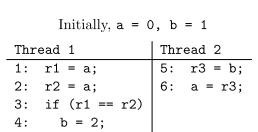 Initially, a = 0, b = 1
Thread 1 Thread 2
1: r1 = a; 5: r3 = b;
2: r2 = a; 6: a = r3;
3: if (r1 == r2)
4: b = 2;